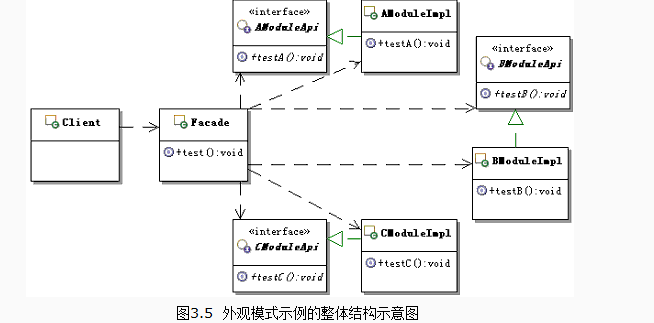 «interface»
AModuleApi
+testA():void
AModuleImpl
+testA():void
«interface»
BModuleApi
+testB():void
Client
Facade
+test():void
BModuleImpl
+testB():void
«interface»
CModuleApi
+testC():void
CModuleImpl
+testC():void
图3.5 外观模式示例的整体结构示意图